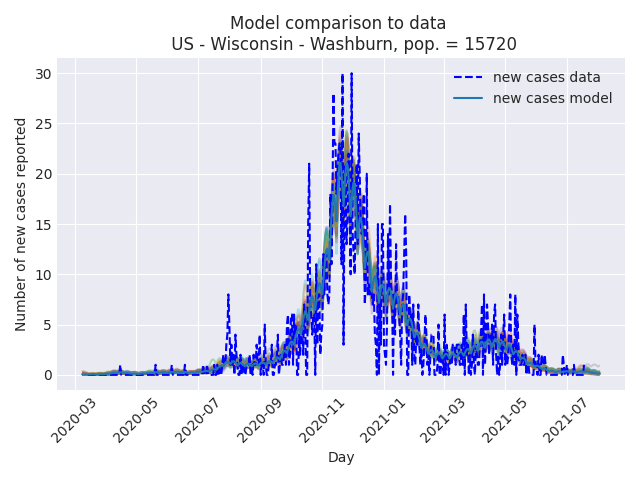 Model comparison to data
US - Wisconsin - Washburn, pop. = 15720
new cases data
new cases model
Number of new cases reported
30
25
20
15
10
5
0
2020-03
2020-05
2020-07
2020-09
2020-11
2021-01
2021-03
2021-05
2021-07
Day